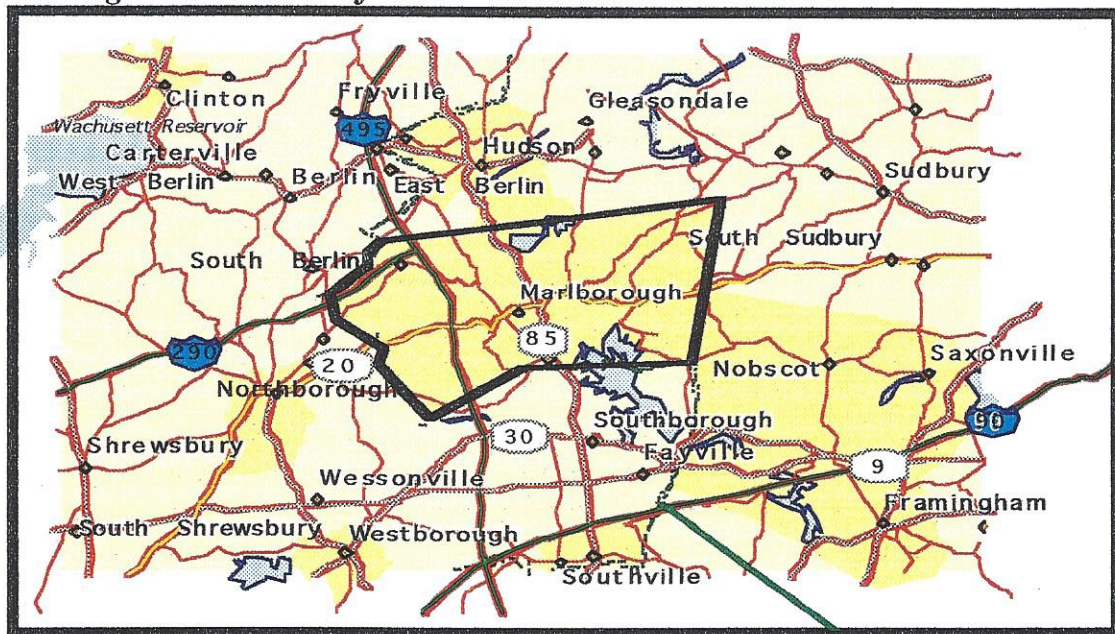 Clinton
Fryville
Gleasondale
Wachusett Reservoir
495
Carterville
Hudson
West Berlin
Berlin
East Berlin
Sudbury
South Berlin
South Sudbury
Marlborough
290
20
85
Nobscot
Saxonville
Northborough
90
30
Southborough
Shrewsbury
Fayville
9
Wessonville
Framingham
South Shrewsbury
Westborough
Southville